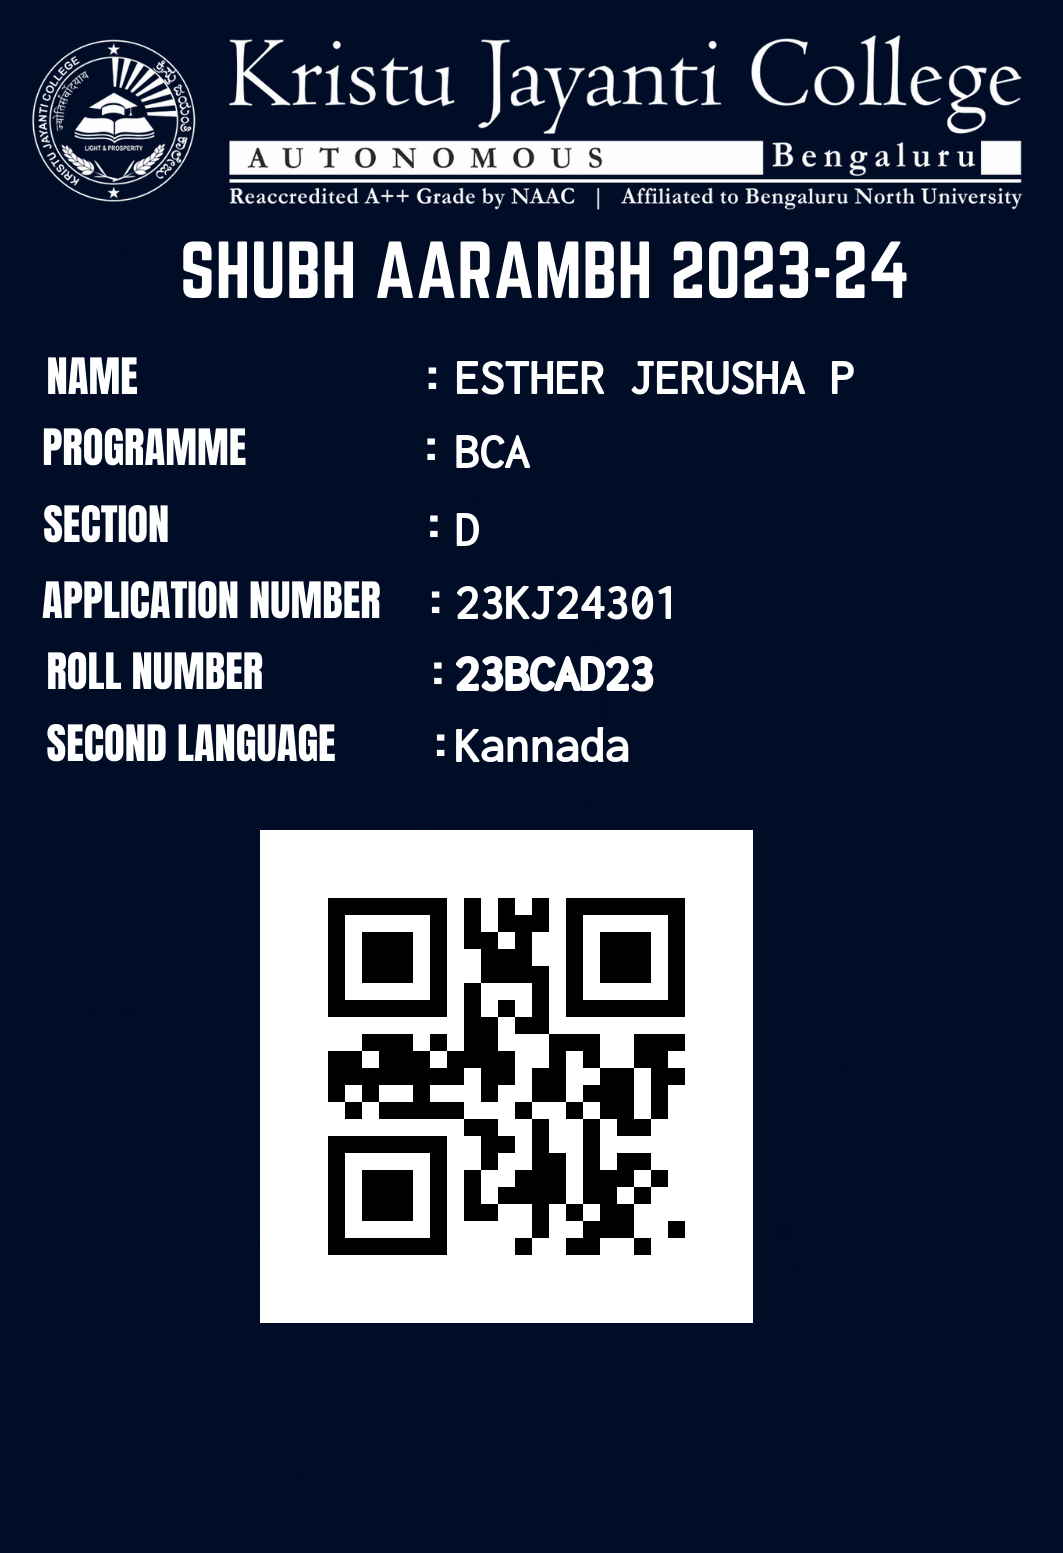 KRISTU JAYANTI COLLEGE
ಕ್ರಿಸ್ತು ಜಯಂತಿ ಕಾಲೇಜು
LIGHT & PROSPERITY
Kristu Jayanti College
AUTONOMOUS Bengaluru
Reaccredited A++ Grade by NAAC | Affiliated to Bengaluru North University
SHUBH AARAMBH 2023-24
NAME : ESTHER JERUSHA P
PROGRAMME : BCA
SECTION : D
APPLICATION NUMBER : 23KJ24301
ROLL NUMBER : 23BCAD23
SECOND LANGUAGE : Kannada